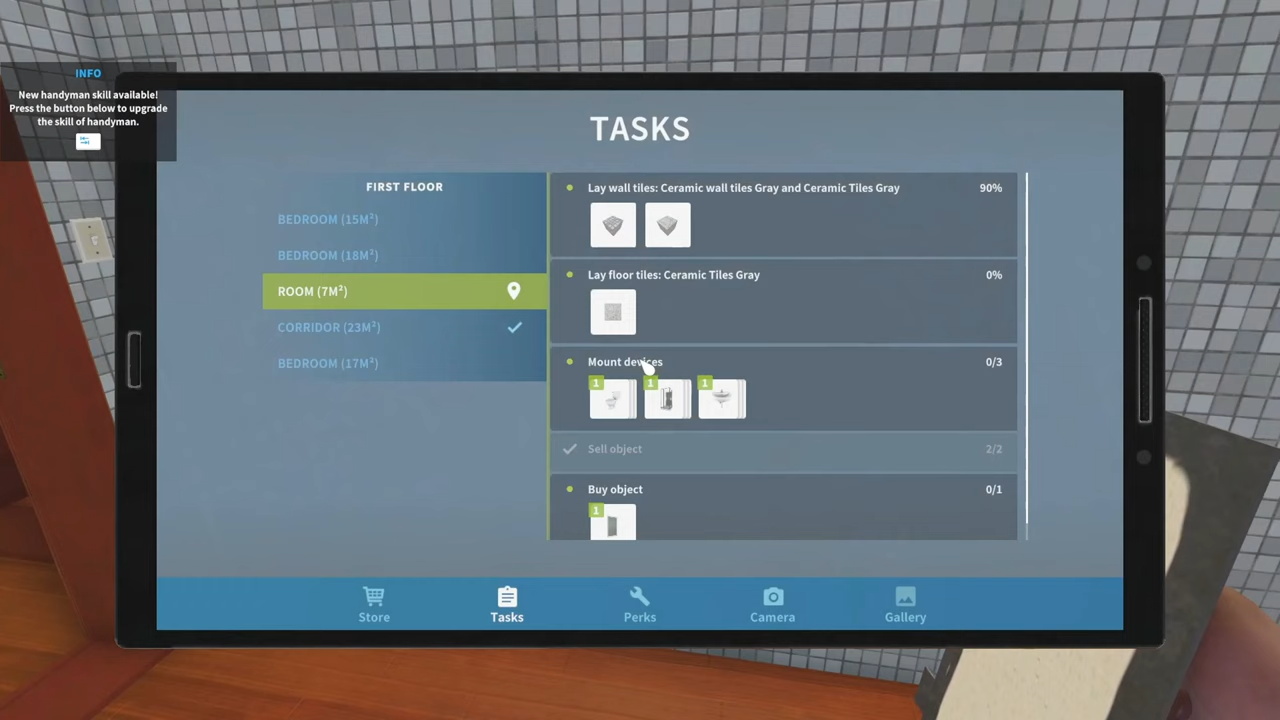 INFO
New handyman skill available!
Press the button below to upgrade
the skill of handyman.
TASKS
FIRST FLOOR
BEDROOM (15M²)
BEDROOM (18M²)
ROOM (7M²)
CORRIDOR (23M²)
BEDROOM (17M²)
Lay wall tiles: Ceramic wall tiles Gray and Ceramic Tiles Gray 90%
Lay floor tiles: Ceramic Tiles Gray 0%
Mount devices 0/3
1 1 1
Sell object 2/2
Buy object 0/1
1
Store Tasks Perks Camera Gallery